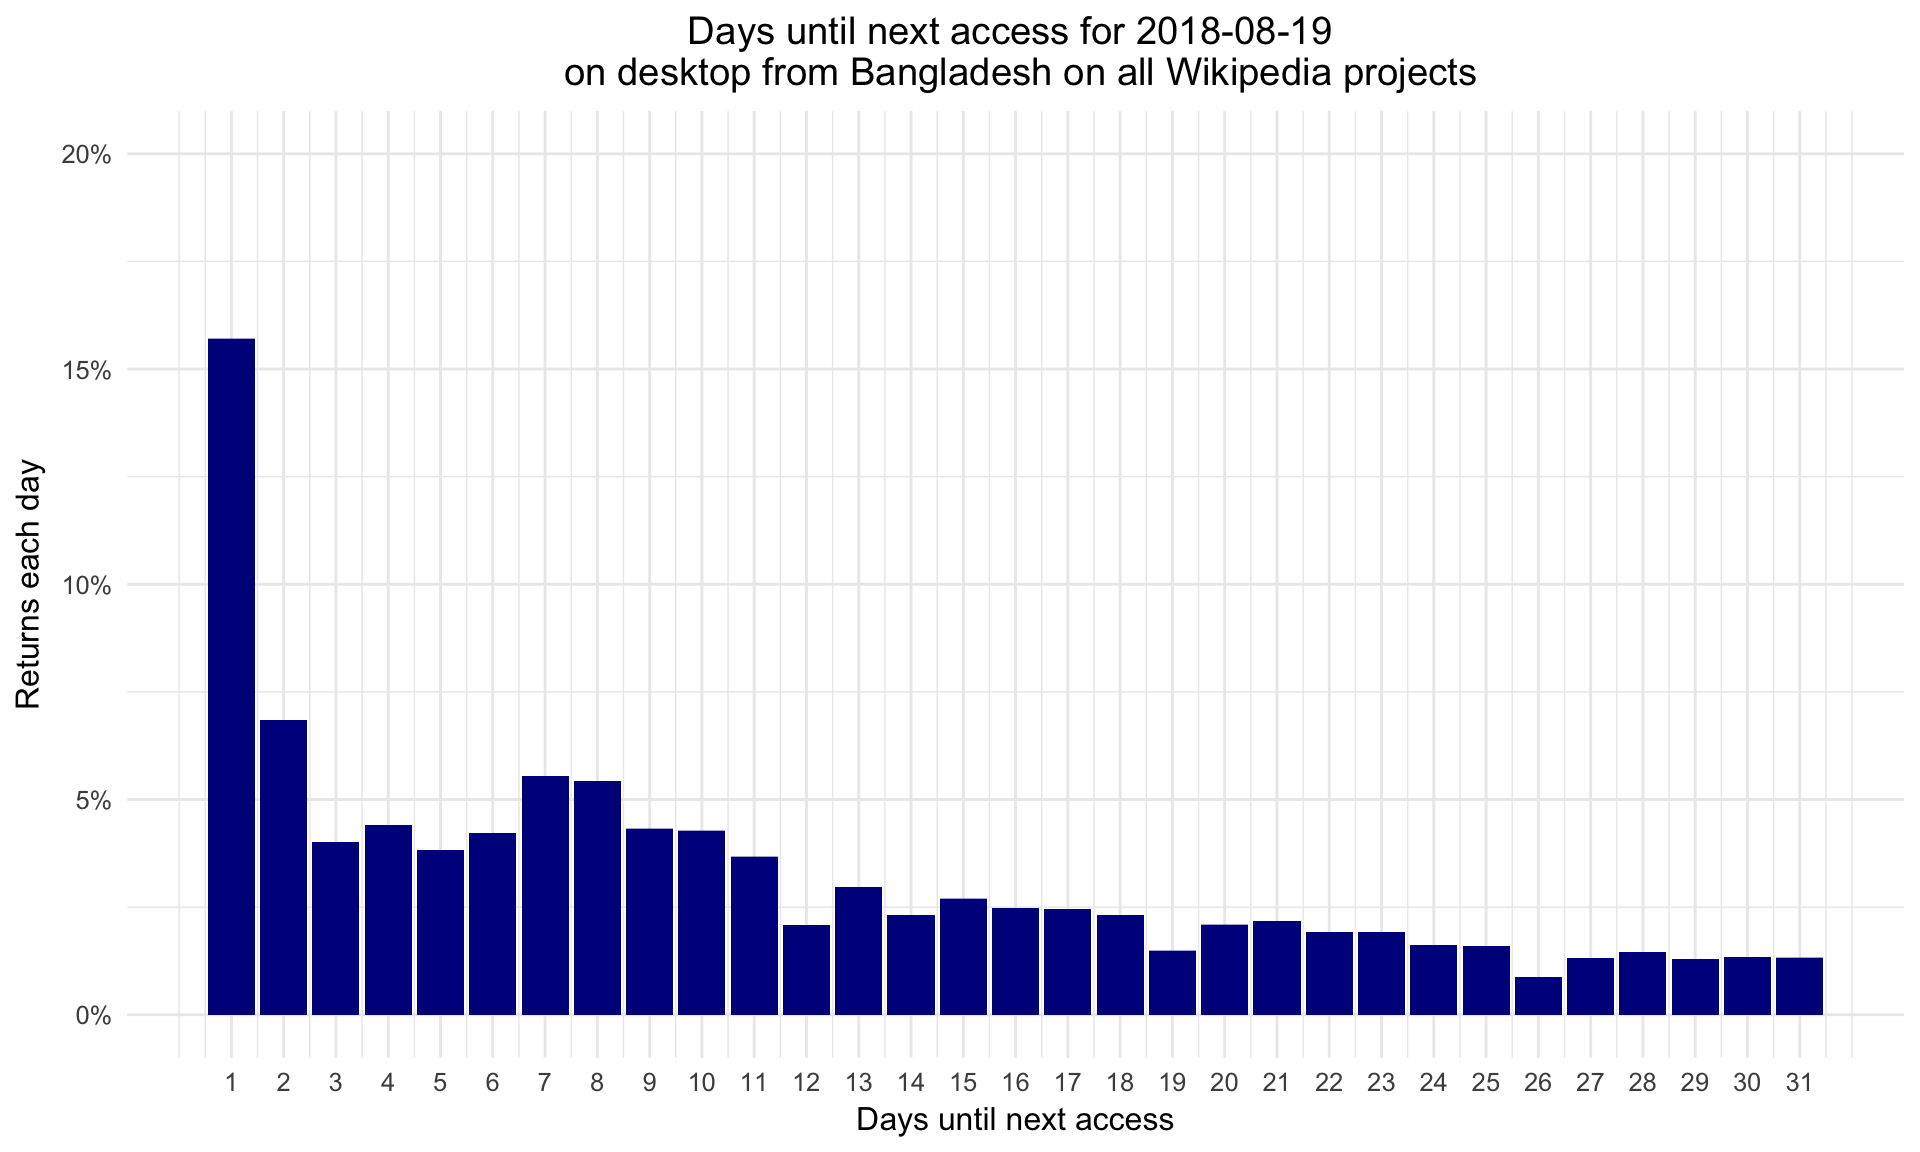 Days until next access for 2018-08-19
on desktop from Bangladesh on all Wikipedia projects
Returns each day
20%
15%
10%
5%
0%
1 2 3 4 5 6 7 8 9 10 11 12 13 14 15 16 17 18 19 20 21 22 23 24 25 26 27 28 29 30 31
Days until next access